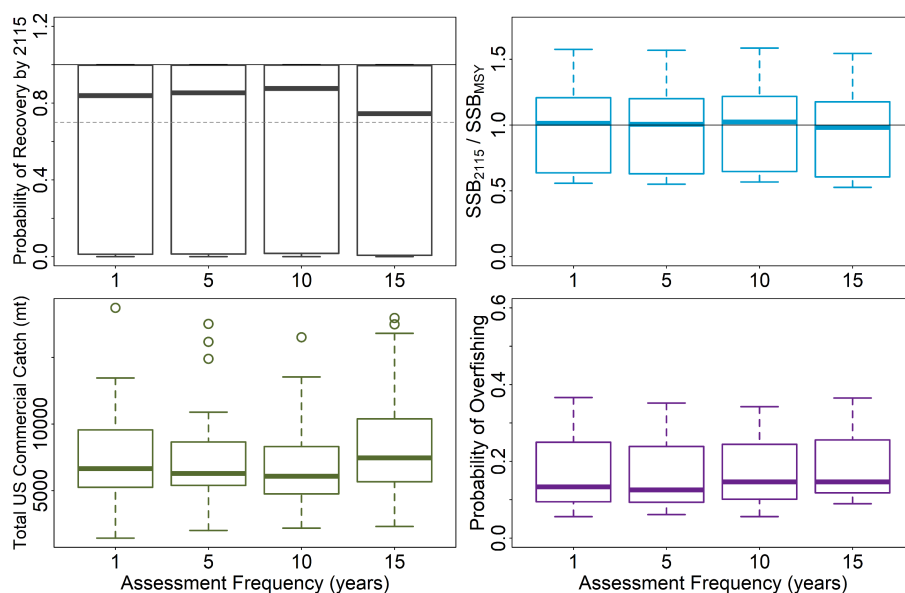 Probability of Recovery by 2115
0.0 0.4 0.8 1.2
1 5 10 15
SSB2115 / SSBMSY
0.0 0.5 1.0 1.5
1 5 10 15
Total US Commercial Catch (mt)
5000 10000
1 5 10 15
Assessment Frequency (years)
Probability of Overfishing
0.0 0.2 0.4 0.6
1 5 10 15
Assessment Frequency (years)